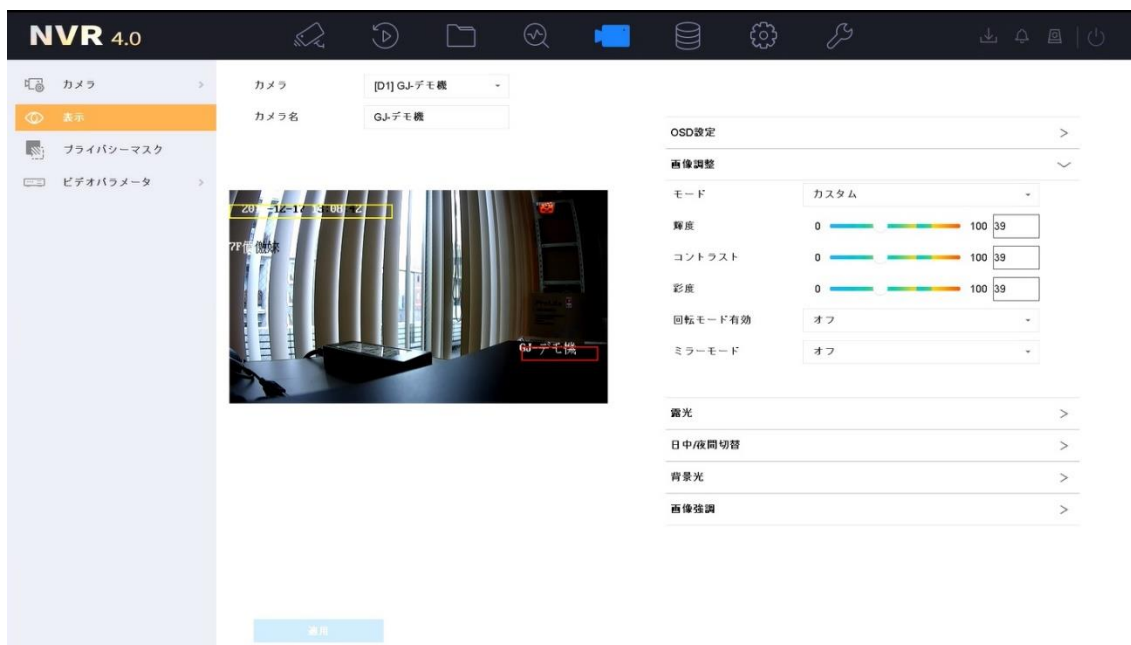 NVR 4.0
カメラ
表示
プライバシーマスク
ビデオパラメータ
カメラ [D1] GJ-デモ機
カメラ名 GJ-デモ機
GJ-デモ機
OSD設定
画像調整
モード カスタム
輝度 0 100 39
コントラスト 0 100 39
彩度 0 100 39
回転モード有効 オフ
ミラーモード オフ
露光
日中/夜間切替
背景光
画像強調
適用